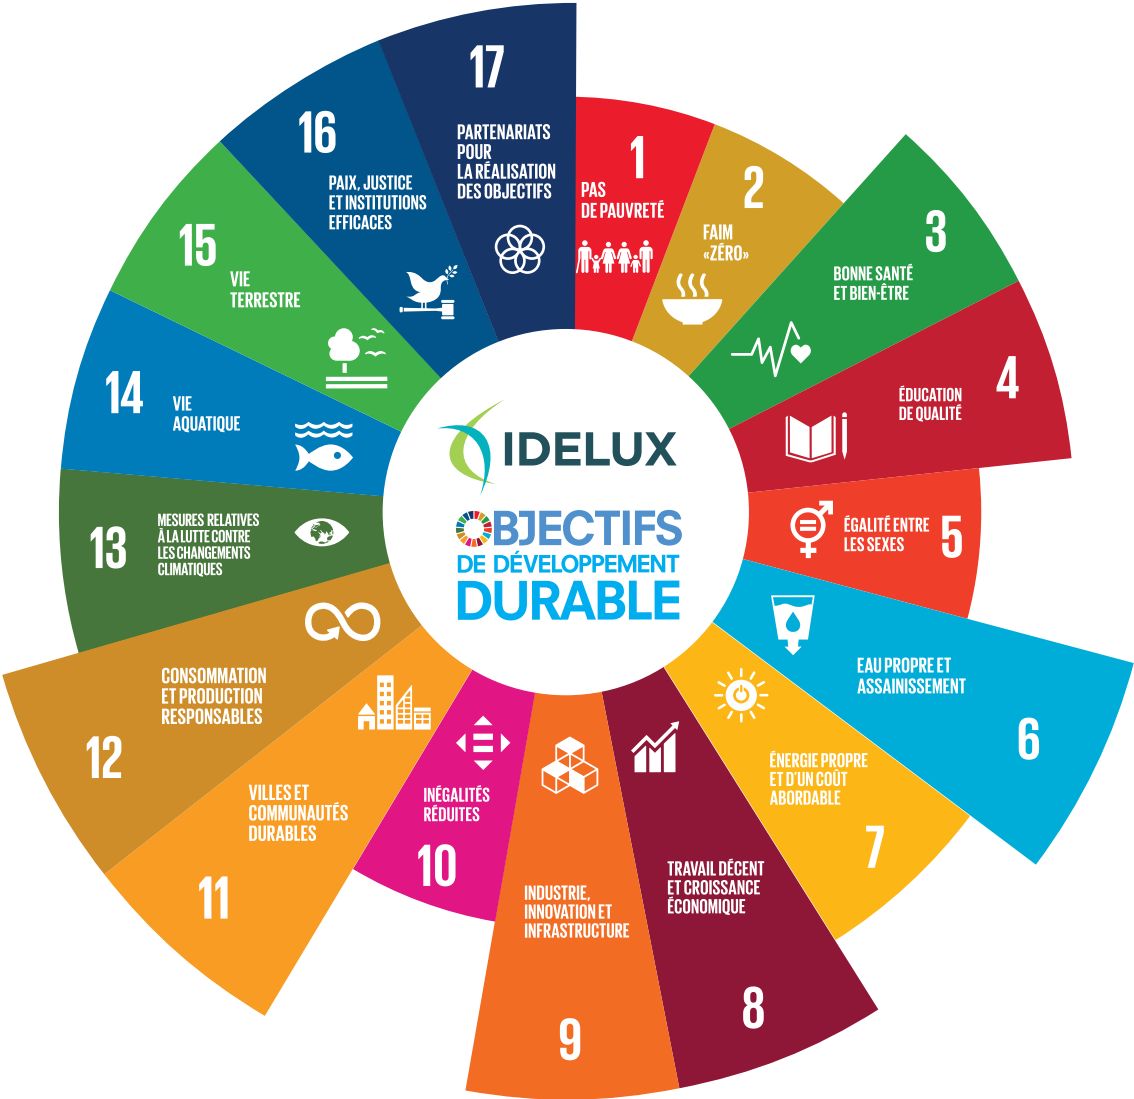 IDELUX
OBJECTIFS
DE DÉVELOPPEMENT
DURABLE
1
PAS
DE PAUVRETÉ
2
FAIM
«ZÉRO»
3
BONNE SANTÉ
ET BIEN-ÊTRE
4
ÉDUCATION
DE QUALITÉ
5
ÉGALITÉ ENTRE
LES SEXES
6
EAU PROPRE ET
ASSAINISSEMENT
7
ÉNERGIE PROPRE
ET D'UN COÛT
ABORDABLE
8
TRAVAIL DÉCENT
ET CROISSANCE
ÉCONOMIQUE
9
INDUSTRIE,
INNOVATION ET
INFRASTRUCTURE
10
INÉGALITÉS
RÉDUITES
11
VILLES ET
COMMUNAUTÉS
DURABLES
12
CONSOMMATION
ET PRODUCTION
RESPONSABLES
13
MESURES RELATIVES
À LA LUTTE CONTRE
LES CHANGEMENTS
CLIMATIQUES
14
VIE
AQUATIQUE
15
VIE
TERRESTRE
16
PAIX, JUSTICE
ET INSTITUTIONS
EFFICACES
17
PARTENARIATS
POUR
LA RÉALISATION
DES OBJECTIFS